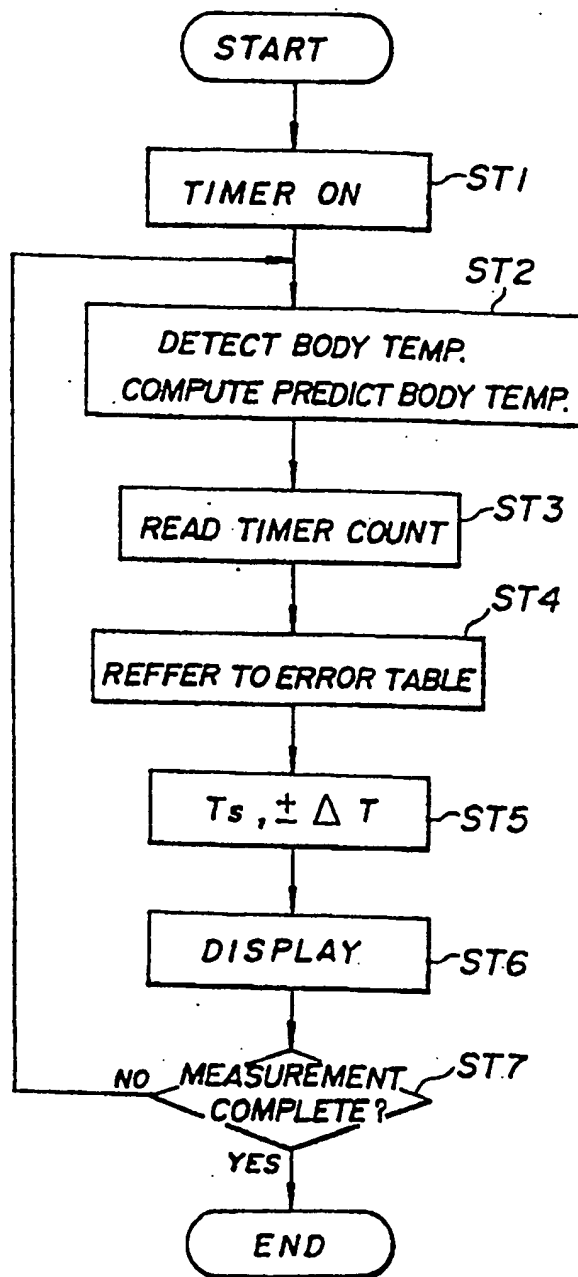 START
TIMER ON
ST1
ST2
DETECT BODY TEMP.
COMPUTE PREDICT BODY TEMP.
READ TIMER COUNT
ST3
ST4
REFFER TO ERROR TABLE
Ts, ± Δ T
ST5
DISPLAY
ST6
NO
MEASUREMENT
COMPLETE?
ST7
YES
END